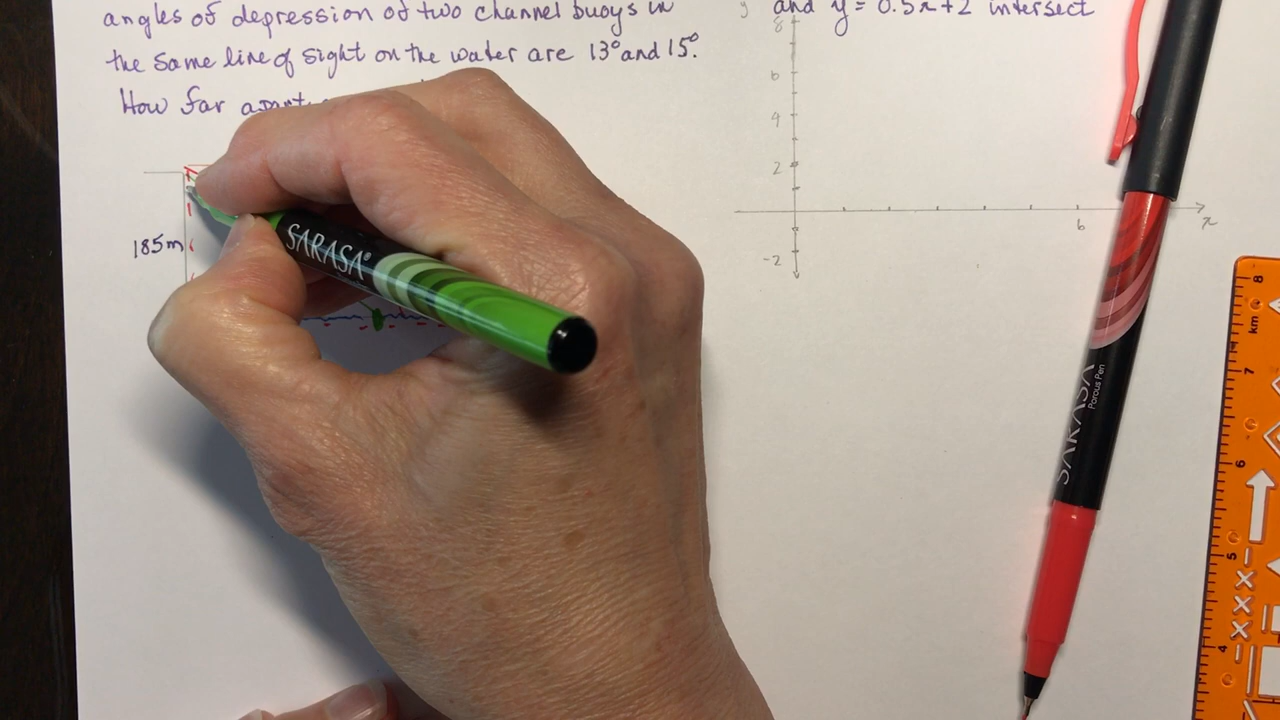 angles of depression of two channel buoys in
the same line of sight on the water are 13° and 15°.
How far apart
185m
and y = 0.5x+2 intersect
8
6
4
2
-2
6
x
SARASA®
SARASA
Porous Pen
8
km
7
6
5
4